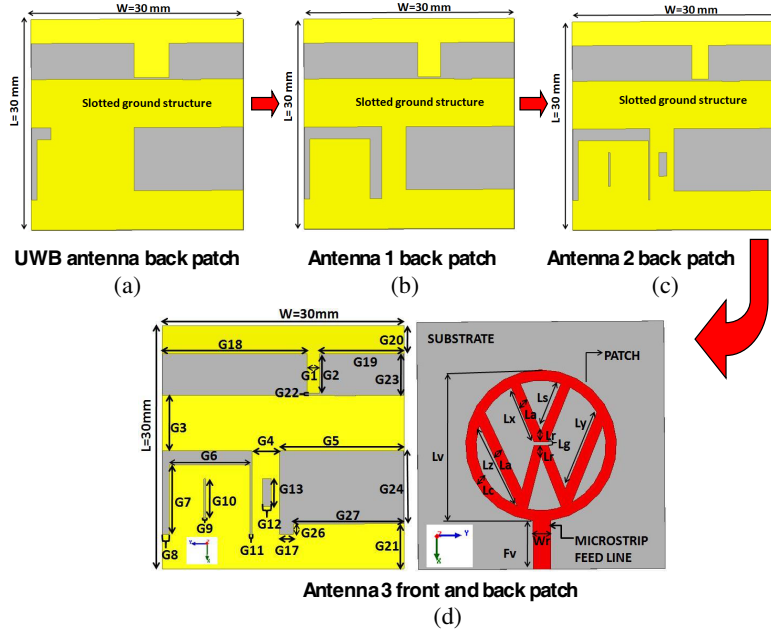 W=30 mm
W=30 mm
W=30 mm
L= 30 mm
L= 30 mm
L= 30 mm
Slotted ground structure
Slotted ground structure
Slotted ground structure
UWB antenna back patch
Antenna 1 back patch
Antenna 2 back patch
(a)
(b)
(c)
W=30mm
L=30mm
G20
G18
G19
G1
G2
G23
G22
G3
G4
G5
G6
G7
G10
G13
G24
G9
G12
G27
G26
G8
G11
G17
G21
Y
X
SUBSTRATE
PATCH
Ls
La
Lx
Lr
Lg
Ly
Lv
Lr
Lz
La
Lc
Z
Y
X
Wf
MICROSTRIP
FEED LINE
Fv
Antenna 3 front and back patch
(d)